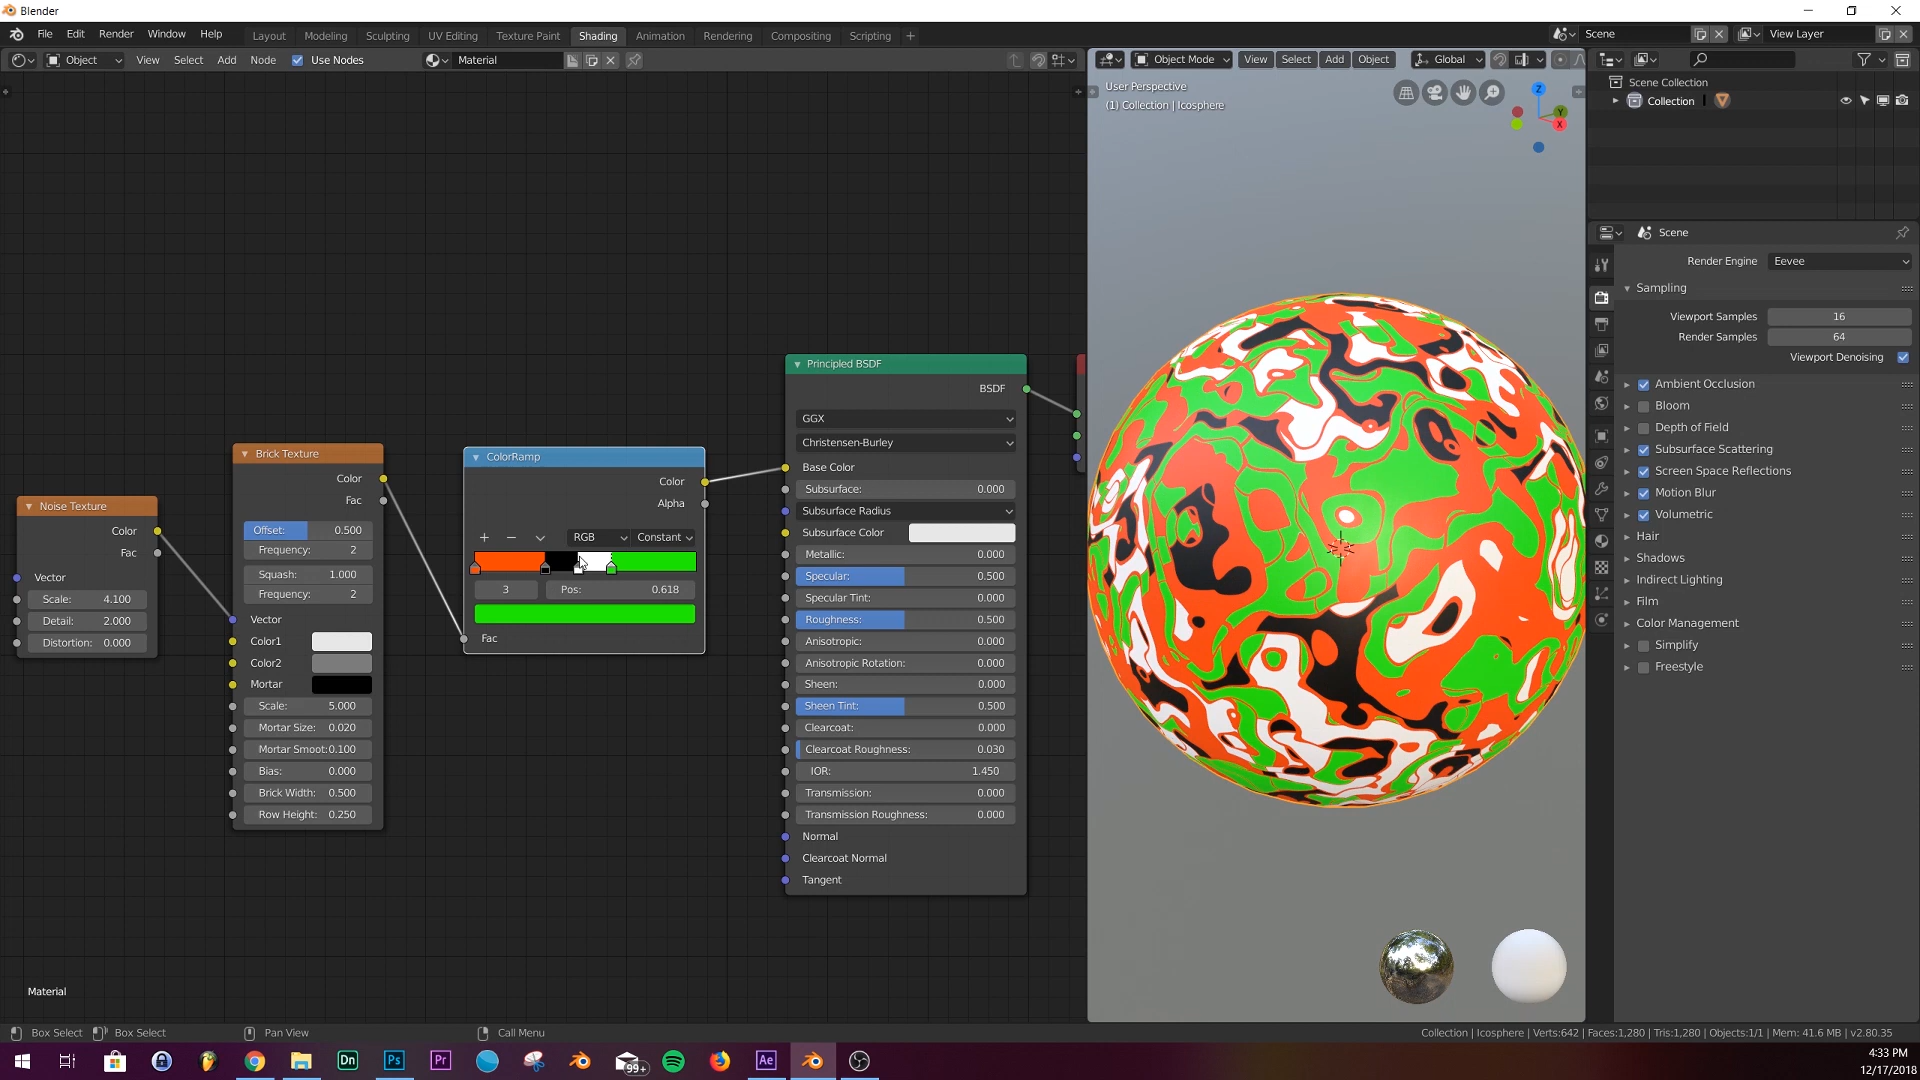 Blender
File Edit Render Window Help Layout Modeling Sculpting UV Editing Texture Paint Shading Animation Rendering Compositing Scripting + Scene View Layer
Object View Select Add Node Use Nodes Material Object Mode View Select Add Object Global
User Perspective
(1) Collection | Icosphere
Z
Y
X
Scene Collection
Collection
Scene
Render Engine Eevee
Sampling
Viewport Samples 16
Render Samples 64
Viewport Denoising
Ambient Occlusion
Bloom
Depth of Field
Subsurface Scattering
Screen Space Reflections
Motion Blur
Volumetric
Hair
Shadows
Indirect Lighting
Film
Color Management
Simplify
Freestyle
Noise Texture
Color
Fac
Vector
Scale: 4.100
Detail: 2.000
Distortion: 0.000
Brick Texture
Color
Fac
Offset: 0.500
Frequency: 2
Squash: 1.000
Frequency: 2
Vector
Color1
Color2
Mortar
Scale: 5.000
Mortar Size: 0.020
Mortar Smoot:0.100
Bias: 0.000
Brick Width: 0.500
Row Height: 0.250
ColorRamp
Color
Alpha
+ − RGB Constant
3 Pos: 0.618
Fac
Principled BSDF
BSDF
GGX
Christensen-Burley
Base Color
Subsurface: 0.000
Subsurface Radius
Subsurface Color
Metallic: 0.000
Specular: 0.500
Specular Tint: 0.000
Roughness: 0.500
Anisotropic: 0.000
Anisotropic Rotation: 0.000
Sheen: 0.000
Sheen Tint: 0.500
Clearcoat: 0.000
Clearcoat Roughness: 0.030
IOR: 1.450
Transmission: 0.000
Transmission Roughness: 0.000
Normal
Clearcoat Normal
Tangent
Material
Box Select Box Select Pan View Call Menu Collection | Icosphere | Verts:642 | Faces:1,280 | Tris:1,280 | Objects:1/1 | Mem: 41.6 MB | v2.80.35
Dn Ps Pr 99+ Ae
4:33 PM
12/17/2018